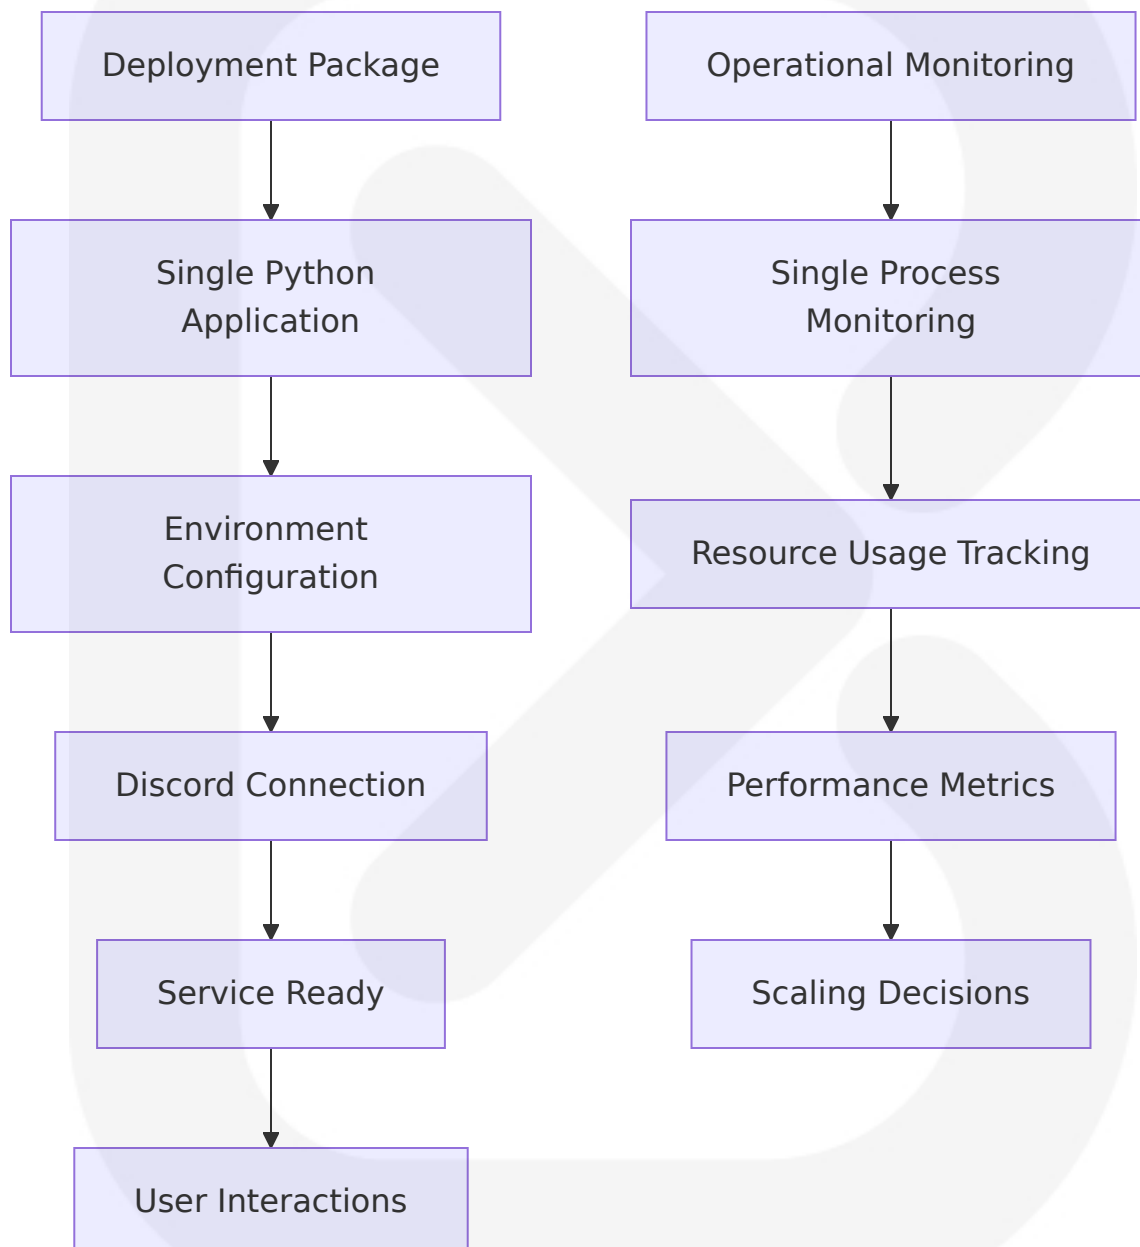 Deployment Package
Single Python
Application
Environment
Configuration
Discord Connection
Service Ready
User Interactions
Operational Monitoring
Single Process
Monitoring
Resource Usage Tracking
Performance Metrics
Scaling Decisions